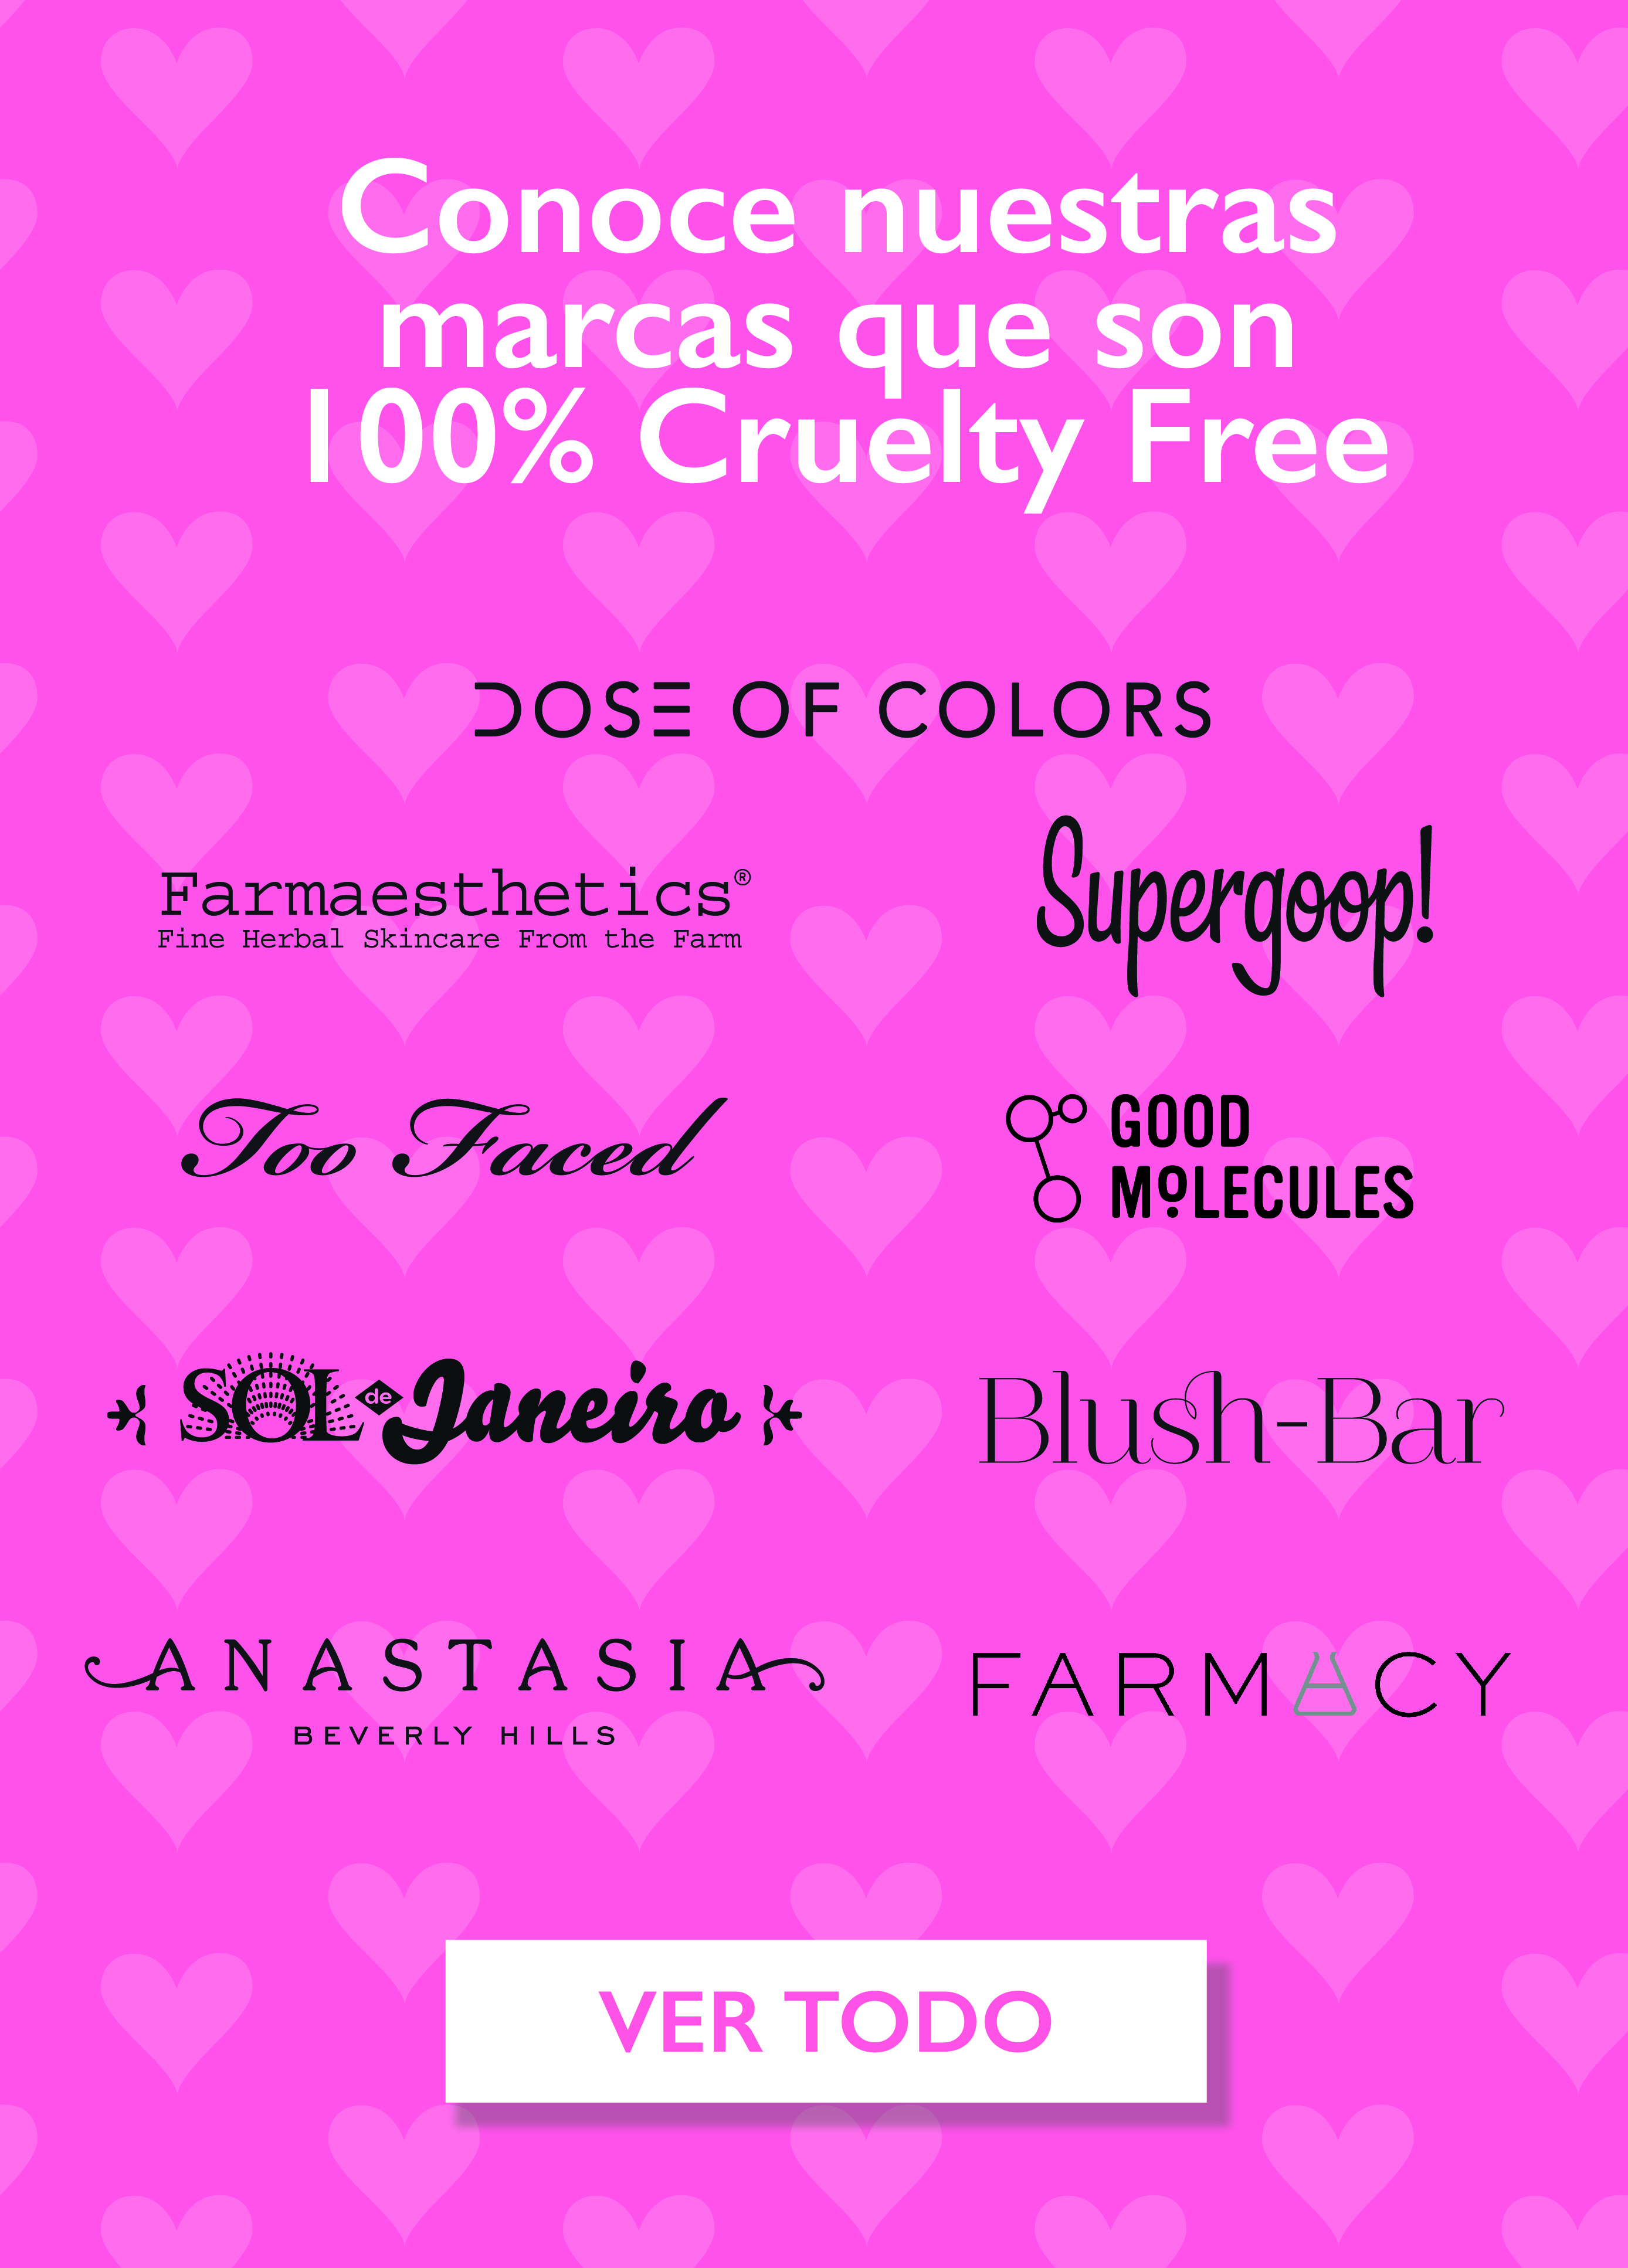 Conoce nuestras
marcas que son
100% Cruelty Free
DOSE OF COLORS
Farmaesthetics®
Fine Herbal Skincare From the Farm
Supergoop!
Too Faced
GOOD
MOLECULES
SOL de Janeiro
Blush-Bar
ANASTASIA
BEVERLY HILLS
FARMACY
VER TODO